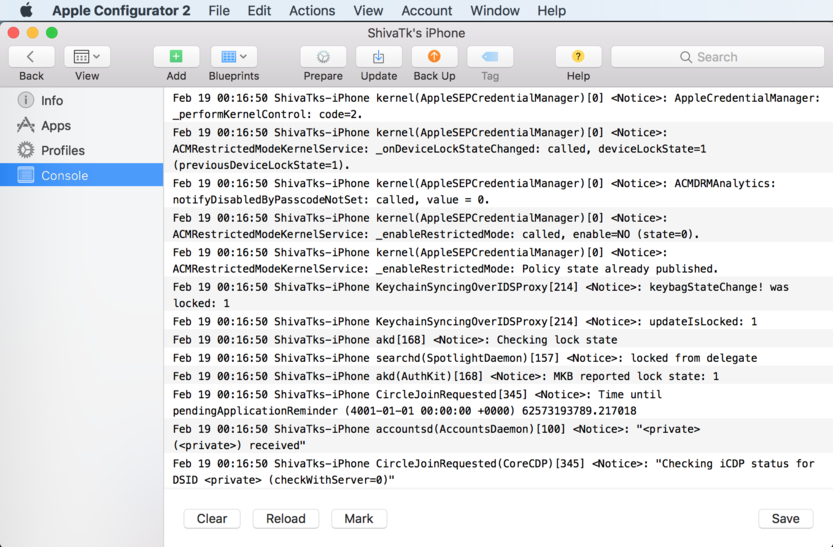 Apple Configurator 2 File Edit Actions View Account Window Help
ShivaTk's iPhone
Back View Add Blueprints Prepare Update Back Up Tag Help Search
Info
Apps
Profiles
Console
Feb 19 00:16:50 ShivaTks-iPhone kernel(AppleSEPCredentialManager)[0] <Notice>: AppleCredentialManager:
_performKernelControl: code=2.
Feb 19 00:16:50 ShivaTks-iPhone kernel(AppleSEPCredentialManager)[0] <Notice>:
ACMRestrictedModeKernelService: _onDeviceLockStateChanged: called, deviceLockState=1
(previousDeviceLockState=1).
Feb 19 00:16:50 ShivaTks-iPhone kernel(AppleSEPCredentialManager)[0] <Notice>: ACMDRMAnalytics:
notifyDisabledByPasscodeNotSet: called, value = 0.
Feb 19 00:16:50 ShivaTks-iPhone kernel(AppleSEPCredentialManager)[0] <Notice>:
ACMRestrictedModeKernelService: _enableRestrictedMode: called, enable=NO (state=0).
Feb 19 00:16:50 ShivaTks-iPhone kernel(AppleSEPCredentialManager)[0] <Notice>:
ACMRestrictedModeKernelService: _enableRestrictedMode: Policy state already published.
Feb 19 00:16:50 ShivaTks-iPhone KeychainSyncingOverIDSProxy[214] <Notice>: keybagStateChange! was
locked: 1
Feb 19 00:16:50 ShivaTks-iPhone KeychainSyncingOverIDSProxy[214] <Notice>: updateIsLocked: 1
Feb 19 00:16:50 ShivaTks-iPhone akd[168] <Notice>: Checking lock state
Feb 19 00:16:50 ShivaTks-iPhone searchd(SpotlightDaemon)[157] <Notice>: locked from delegate
Feb 19 00:16:50 ShivaTks-iPhone akd(AuthKit)[168] <Notice>: MKB reported lock state: 1
Feb 19 00:16:50 ShivaTks-iPhone CircleJoinRequested[345] <Notice>: Time until
pendingApplicationReminder (4001-01-01 00:00:00 +0000) 62573193789.217018
Feb 19 00:16:50 ShivaTks-iPhone accountsd(AccountsDaemon)[100] <Notice>: "<private>
(<private>) received"
Feb 19 00:16:50 ShivaTks-iPhone CircleJoinRequested(CoreCDP)[345] <Notice>: "Checking iCDP status for
DSID <private> (checkWithServer=0)"
Clear Reload Mark Save